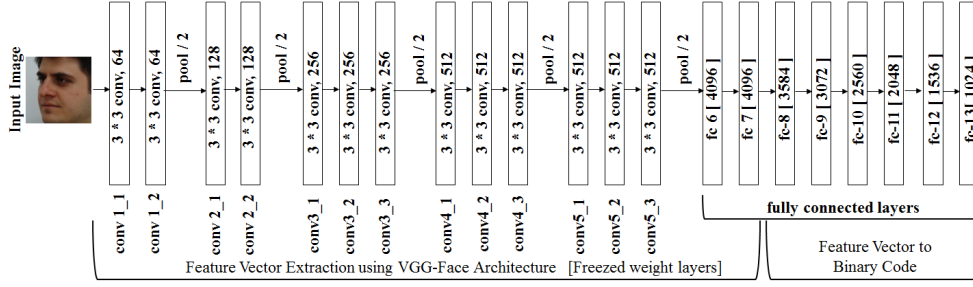 Input Image
3 * 3 conv, 64
3 * 3 conv, 64
pool / 2
3 * 3 conv, 128
3 * 3 conv, 128
pool / 2
3 * 3 conv, 256
3 * 3 conv, 256
3 * 3 conv, 256
pool / 2
3 * 3 conv, 512
3 * 3 conv, 512
3 * 3 conv, 512
pool / 2
3 * 3 conv, 512
3 * 3 conv, 512
3 * 3 conv, 512
pool / 2
fc 6 [ 4096 ]
fc 7 [ 4096 ]
fc-8 [ 3584 ]
fc-9 [ 3072 ]
fc-10 [ 2560 ]
fc-11 [ 2048 ]
fc-12 [ 1536 ]
fc-13[ 1024 ]
conv 1_1
conv 1_2
conv 2_1
conv 2_2
conv3_1
conv3_2
conv3_3
conv4_1
conv4_2
conv4_3
conv5_1
conv5_2
conv5_3
fully connected layers
Feature Vector Extraction using VGG-Face Architecture [Freezed weight layers]
Feature Vector to
Binary Code